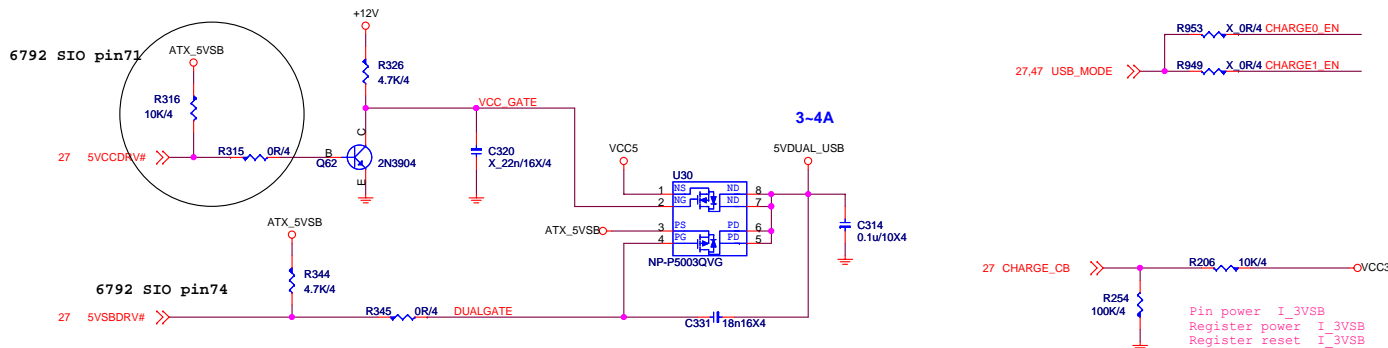 +12V
6792 SIO pin71
ATX_5VSB
R316
10K/4
R326
4.7K/4
VCC_GATE
27 5VCCDRV#
R315 0R/4
B
C
E
Q62
2N3904
C320
X_22n/16X/4
3~4A
VCC5
5VDUAL_USB
U30
1 NS ND 8
2 NG ND 7
ATX_5VSB
3 PS PD 6
4 PG PD 5
NP-P5003QVG
C314
0.1u/10X4
ATX_5VSB
R344
4.7K/4
6792 SIO pin74
27 5VSBDRV#
R345 0R/4
DUALGATE
C331 18n16X4
R953 X_0R/4 CHARGE0_EN
27,47 USB_MODE
R949 X_0R/4 CHARGE1_EN
27 CHARGE_CB
R206 10K/4
VCC3
R254
100K/4
Pin power I_3VSB
Register power I_3VSB
Register reset I_3VSB